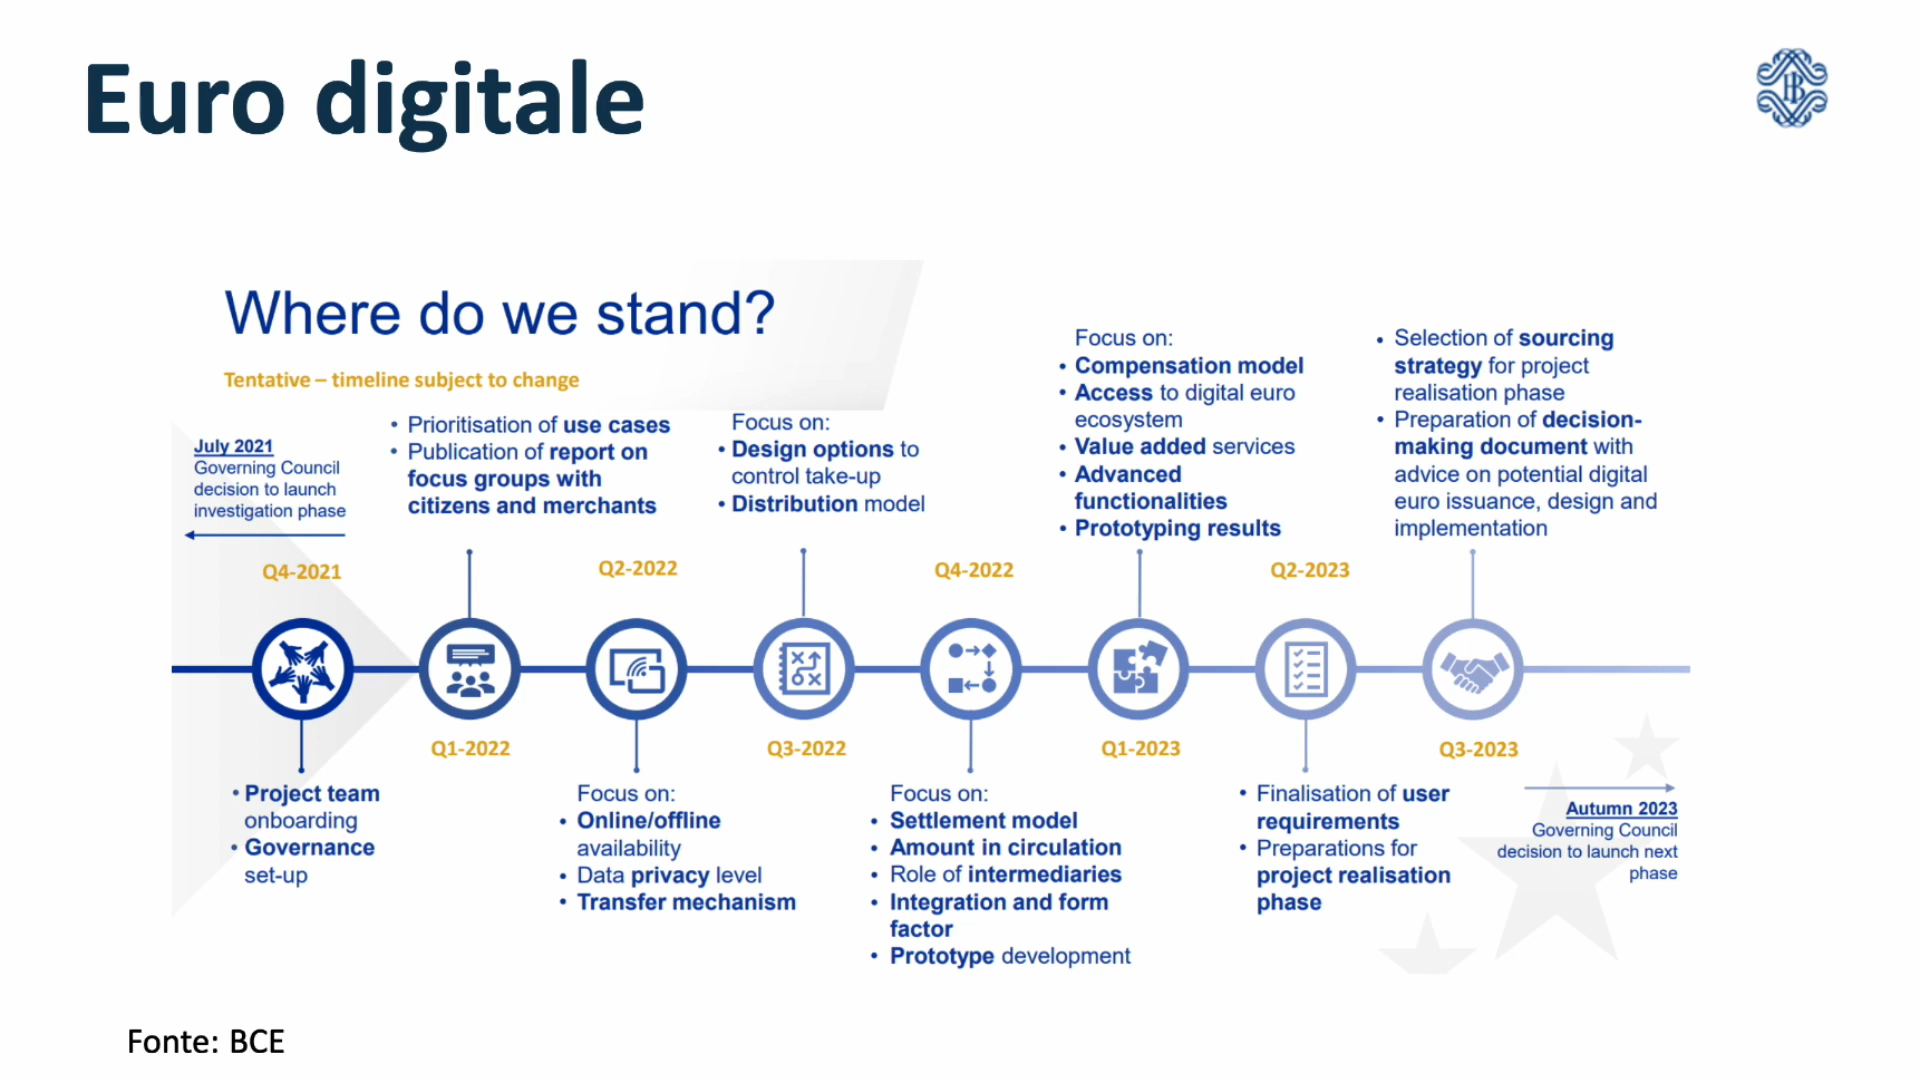 Euro digitale
Where do we stand?
Tentative – timeline subject to change
July 2021
Governing Council
decision to launch
investigation phase
Q4-2021
• Project team
onboarding
• Governance
set-up
• Prioritisation of use cases
• Publication of report on
focus groups with
citizens and merchants
Q1-2022
Q2-2022
Focus on:
• Online/offline
availability
• Data privacy level
• Transfer mechanism
Focus on:
• Design options to
control take-up
• Distribution model
Q3-2022
Q4-2022
Focus on:
• Settlement model
• Amount in circulation
• Role of intermediaries
• Integration and form
factor
• Prototype development
Focus on:
• Compensation model
• Access to digital euro
ecosystem
• Value added services
• Advanced
functionalities
• Prototyping results
Q1-2023
Q2-2023
• Finalisation of user
requirements
• Preparations for
project realisation
phase
• Selection of sourcing
strategy for project
realisation phase
• Preparation of decision-
making document with
advice on potential digital
euro issuance, design and
implementation
Q3-2023
Autumn 2023
Governing Council
decision to launch next
phase
Fonte: BCE